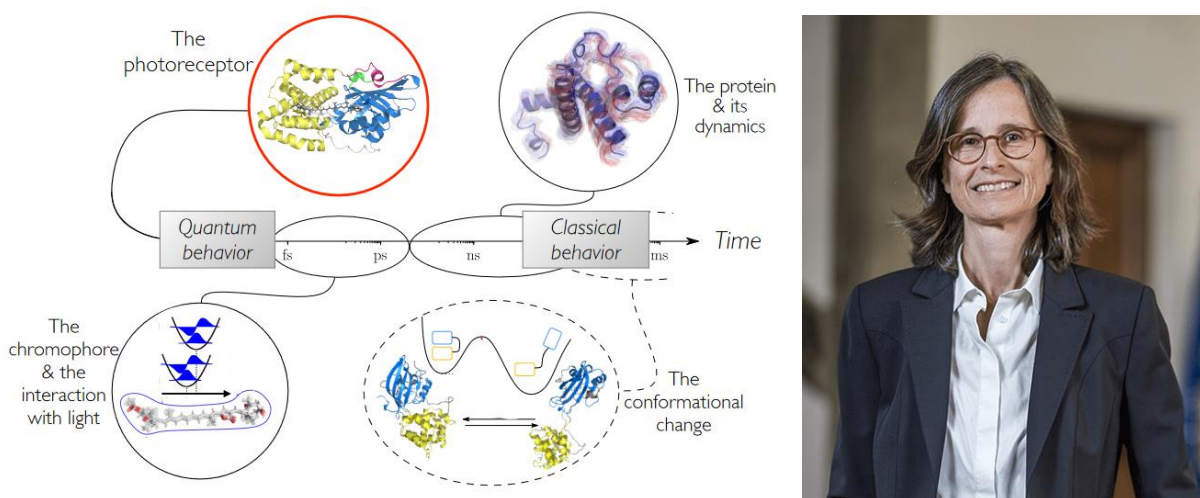 The
photoreceptor
The protein
& its
dynamics
Quantum
behavior
fs
ps
ns
Classical
behavior
ms
Time
The
chromophore
& the
interaction
with light
The
conformational
change